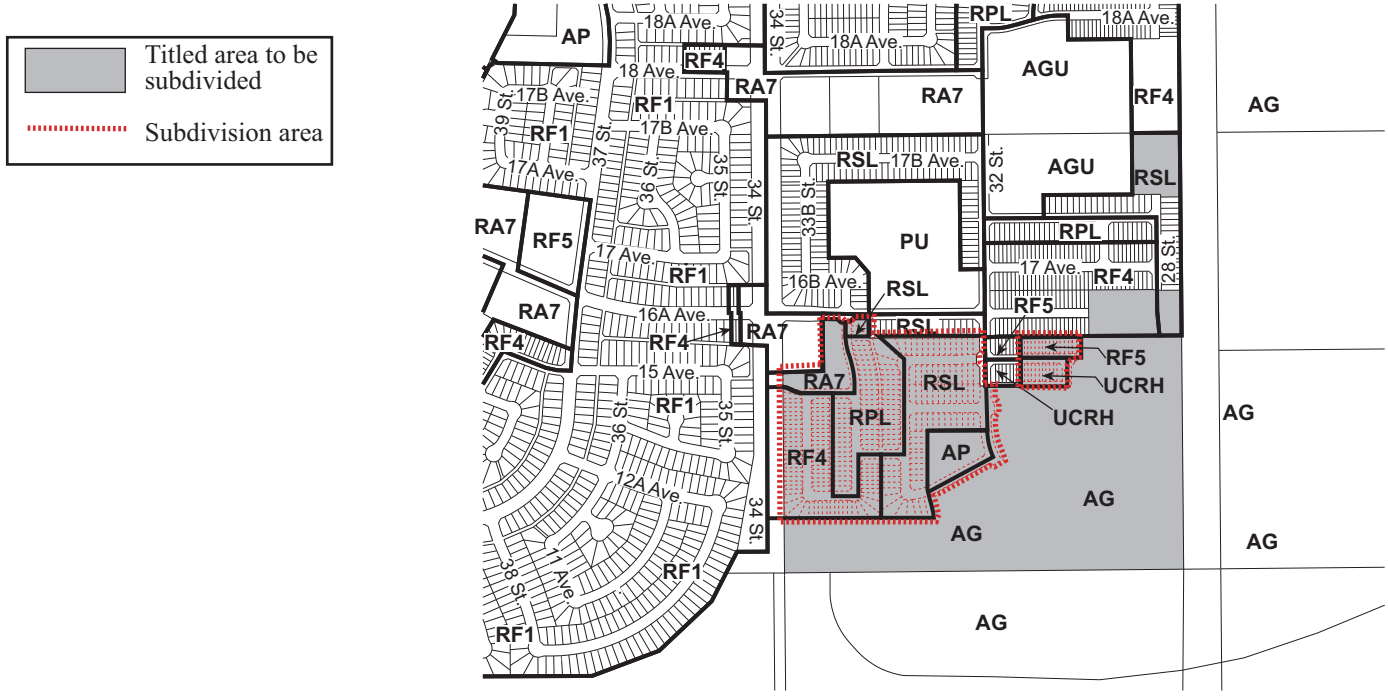 Titled area to be
subdivided
Subdivision area
18A Ave.
34 St.
RPL
18A Ave.
AP
18A Ave.
RF4
18 Ave.
RA7
RA7
AGU
RF4
AG
39 St.
17B Ave.
RF1
RF1
17B Ave.
37 St.
17A Ave.
36 St.
35 St.
34 St.
RSL
17B Ave.
33B St.
32 St.
AGU
RSL
RA7
RF5
PU
RPL
17 Ave.
RF1
17 Ave.
RF4
28 St.
16B Ave.
RSL
RF5
RA7
16A Ave.
RF4
RA7
RSL
RF4
15 Ave.
RA7
RSL
RF5
UCRH
UCRH
RF1
36 St.
35 St.
RPL
AG
RF4
AP
12A Ave.
34 St.
AG
AG
AG
11 Ave.
38 St.
RF1
RF1
AG